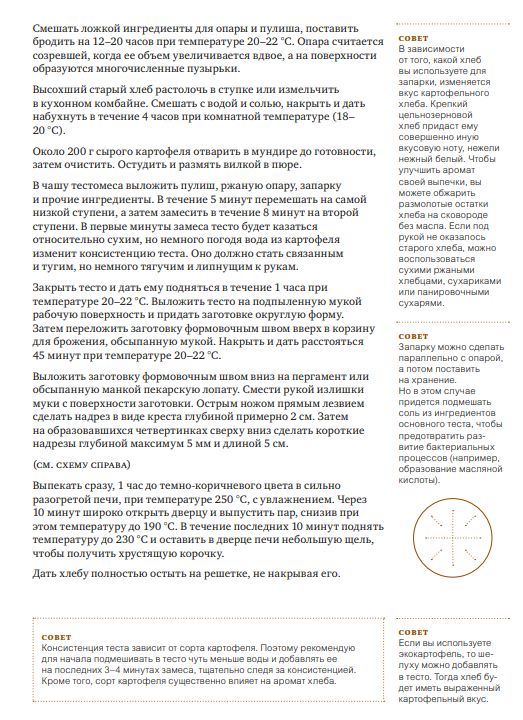 Смешать ложкой ингредиенты для опары и пулиша, поставить
бродить на 12–20 часов при температуре 20–22 °C. Опара считается
созревшей, когда ее объем увеличивается вдвое, а на поверхности
образуются многочисленные пузырьки.
Высохший старый хлеб растолочь в ступке или измельчить
в кухонном комбайне. Смешать с водой и солью, накрыть и дать
набухнуть в течение 4 часов при комнатной температуре (18–
20 °C).
Около 200 г сырого картофеля отварить в мундире до готовности,
затем очистить. Остудить и размять вилкой в пюре.
В чашу тестомеса выложить пулиш, ржаную опару, запарку
и прочие ингредиенты. В течение 5 минут перемешать на самой
низкой ступени, а затем замесить в течение 8 минут на второй
ступени. В первые минуты замеса тесто будет казаться
относительно сухим, но немного погодя вода из картофеля
изменит консистенцию теста. Оно должно стать связанным
и тугим, но немного тягучим и липнущим к рукам.
Закрыть тесто и дать ему подняться в течение 1 часа при
температуре 20–22 °C. Выложить тесто на подпыленную мукой
рабочую поверхность и придать заготовке округлую форму.
Затем переложить заготовку формовочным швом вверх в корзину
для брожения, обсыпанную мукой. Накрыть и дать расстояться
45 минут при температуре 20–22 °C.
Выложить заготовку формовочным швом вниз на пергамент или
обсыпанную манкой пекарскую лопату. Смести рукой излишки
муки с поверхности заготовки. Острым ножом прямым лезвием
сделать надрез в виде креста глубиной примерно 2 см. Затем
на образовавшихся четвертинках сверху вниз сделать короткие
надрезы глубиной максимум 5 мм и длиной 5 см.
(СМ. СХЕМУ СПРАВА)
Выпекать сразу, 1 час до темно-коричневого цвета в сильно
разогретой печи, при температуре 250 °C, с увлажнением. Через
10 минут широко открыть дверцу и выпустить пар, снизив при
этом температуру до 190 °C. В течение последних 10 минут поднять
температуру до 230 °C и оставить в дверце печи небольшую щель,
чтобы получить хрустящую корочку.
Дать хлебу полностью остыть на решетке, не накрывая его.
СОВЕТ
В зависимости
от того, какой хлеб
вы используете для
запарки, изменяется
вкус картофельного
хлеба. Крепкий
цельнозерновой
хлеб придаст ему
совершенно иную
вкусовую ноту, нежели
нежный белый. Чтобы
улучшить аромат
своей выпечки, вы
можете обжарить
размолотые остатки
хлеба на сковороде
без масла. Если под
рукой не оказалось
старого хлеба, можно
воспользоваться
сухими ржаными
хлебцами, сухариками
или панировочными
сухарями.
СОВЕТ
Запарку можно сделать
параллельно с опарой,
а потом поставить
на хранение.
Но в этом случае
придется подмешать
соль из ингредиентов
основного теста, чтобы
предотвратить раз-
витие бактериальных
процессов (например,
образование масляной
кислоты).
СОВЕТ
Консистенция теста зависит от сорта картофеля. Поэтому рекомендую
для начала подмешивать в тесто чуть меньше воды и добавлять ее
на последних 3–4 минутах замеса, тщательно следя за консистенцией.
Кроме того, сорт картофеля существенно влияет на аромат хлеба.
СОВЕТ
Если вы используете
экокартофель, то ше-
луху можно добавлять
в тесто. Тогда хлеб бу-
дет иметь выраженный
картофельный вкус.